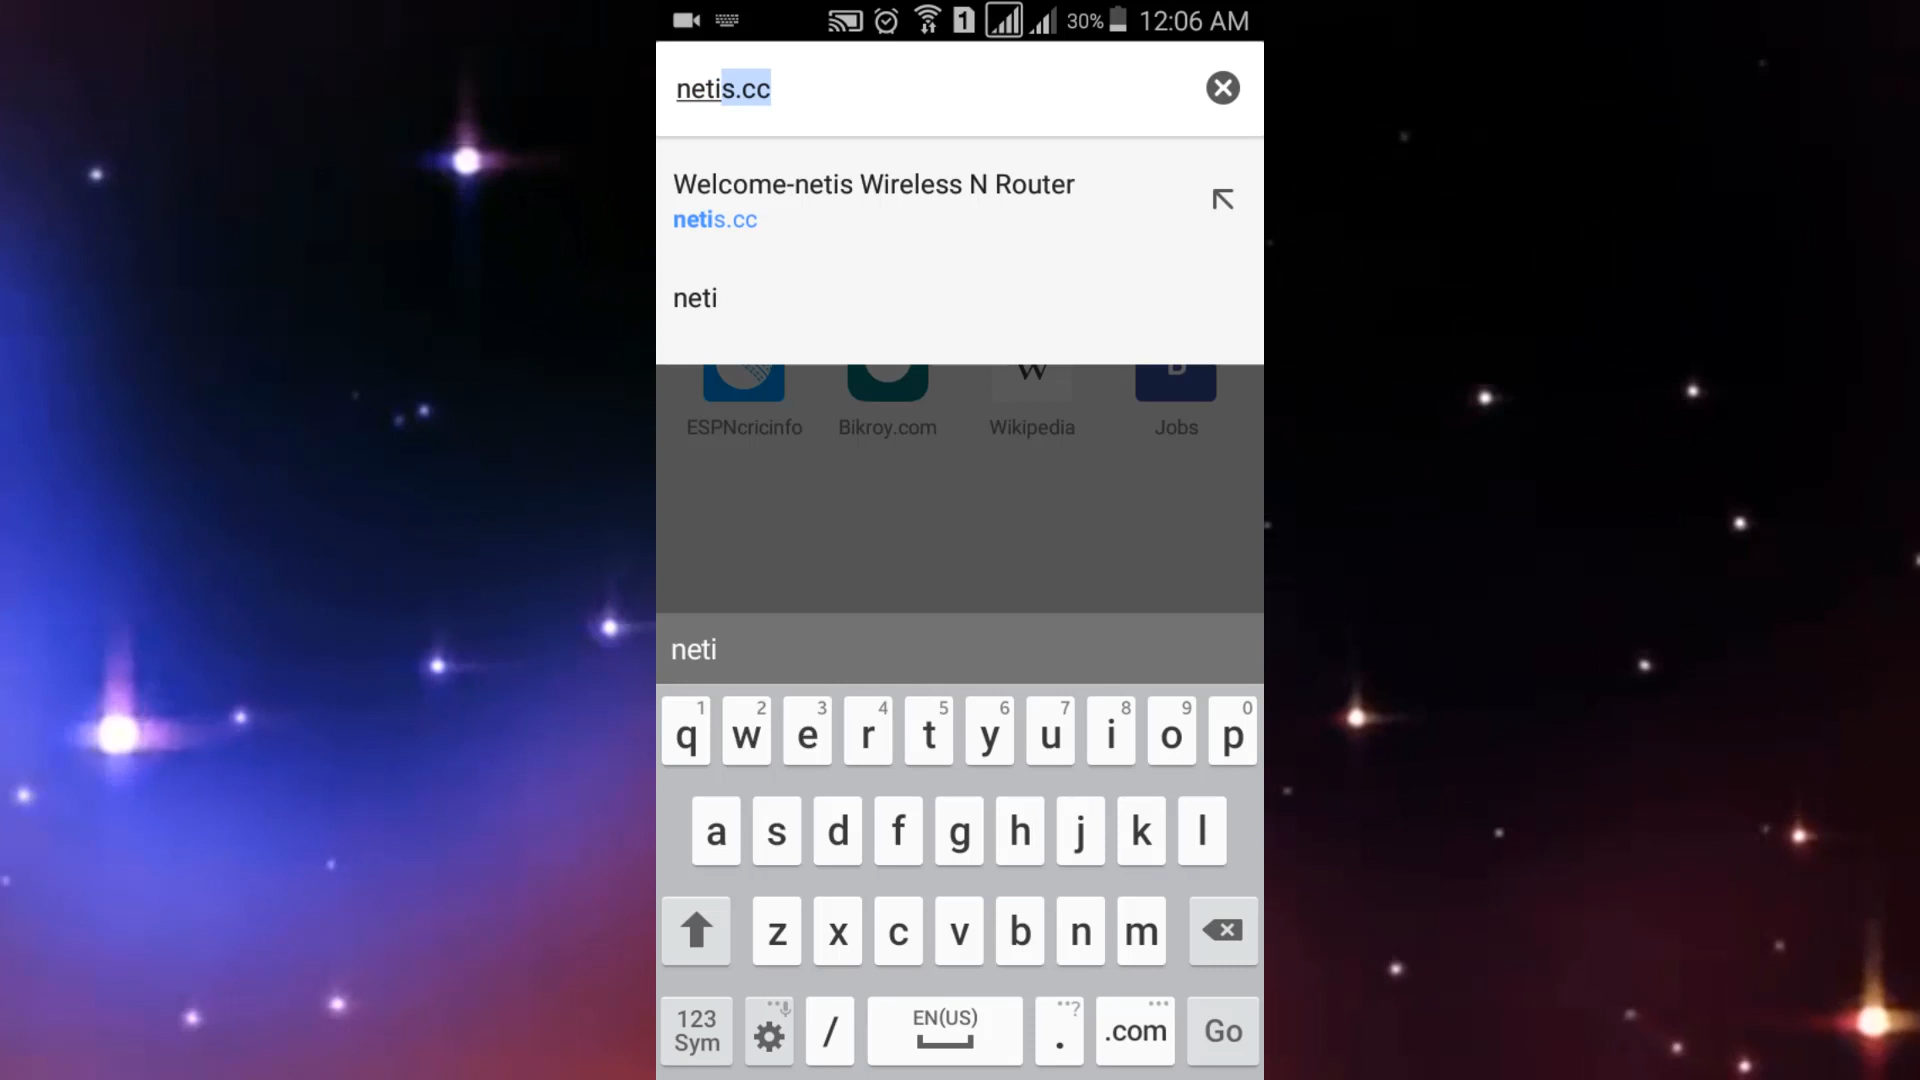 1 30% 12:06 AM
netis.cc
Welcome-netis Wireless N Router
netis.cc
neti
W B
ESPNcricinfo Bikroy.com Wikipedia Jobs
neti
1 2 3 4 5 6 7 8 9 0
q w e r t y u i o p
a s d f g h j k l
z x c v b n m
123 Sym / EN(US) . ? .com Go